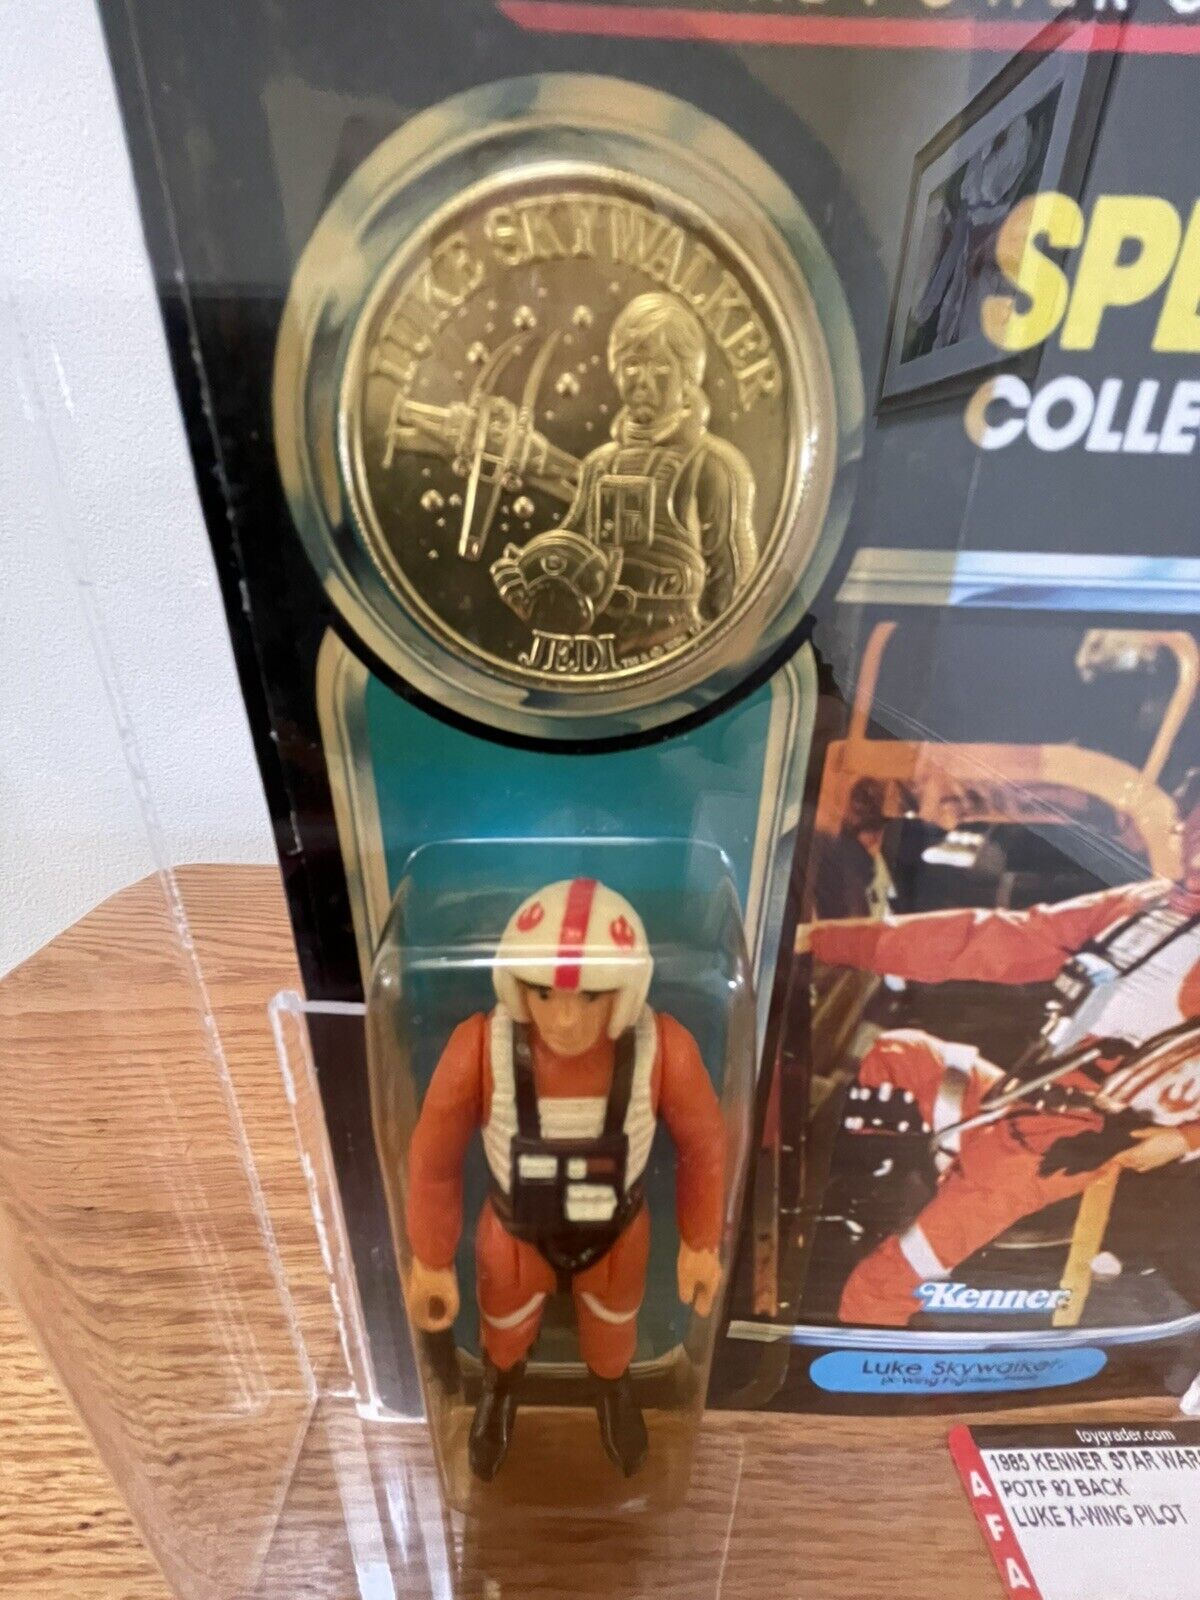 POWER
SPE
COLLE
LUKE SKYWALKER
JEDI
Kenner
Luke Skywalker
toygrader.com
1985 KENNER STAR WAR
POTF 92 BACK
LUKE X-WING PILOT
AFA